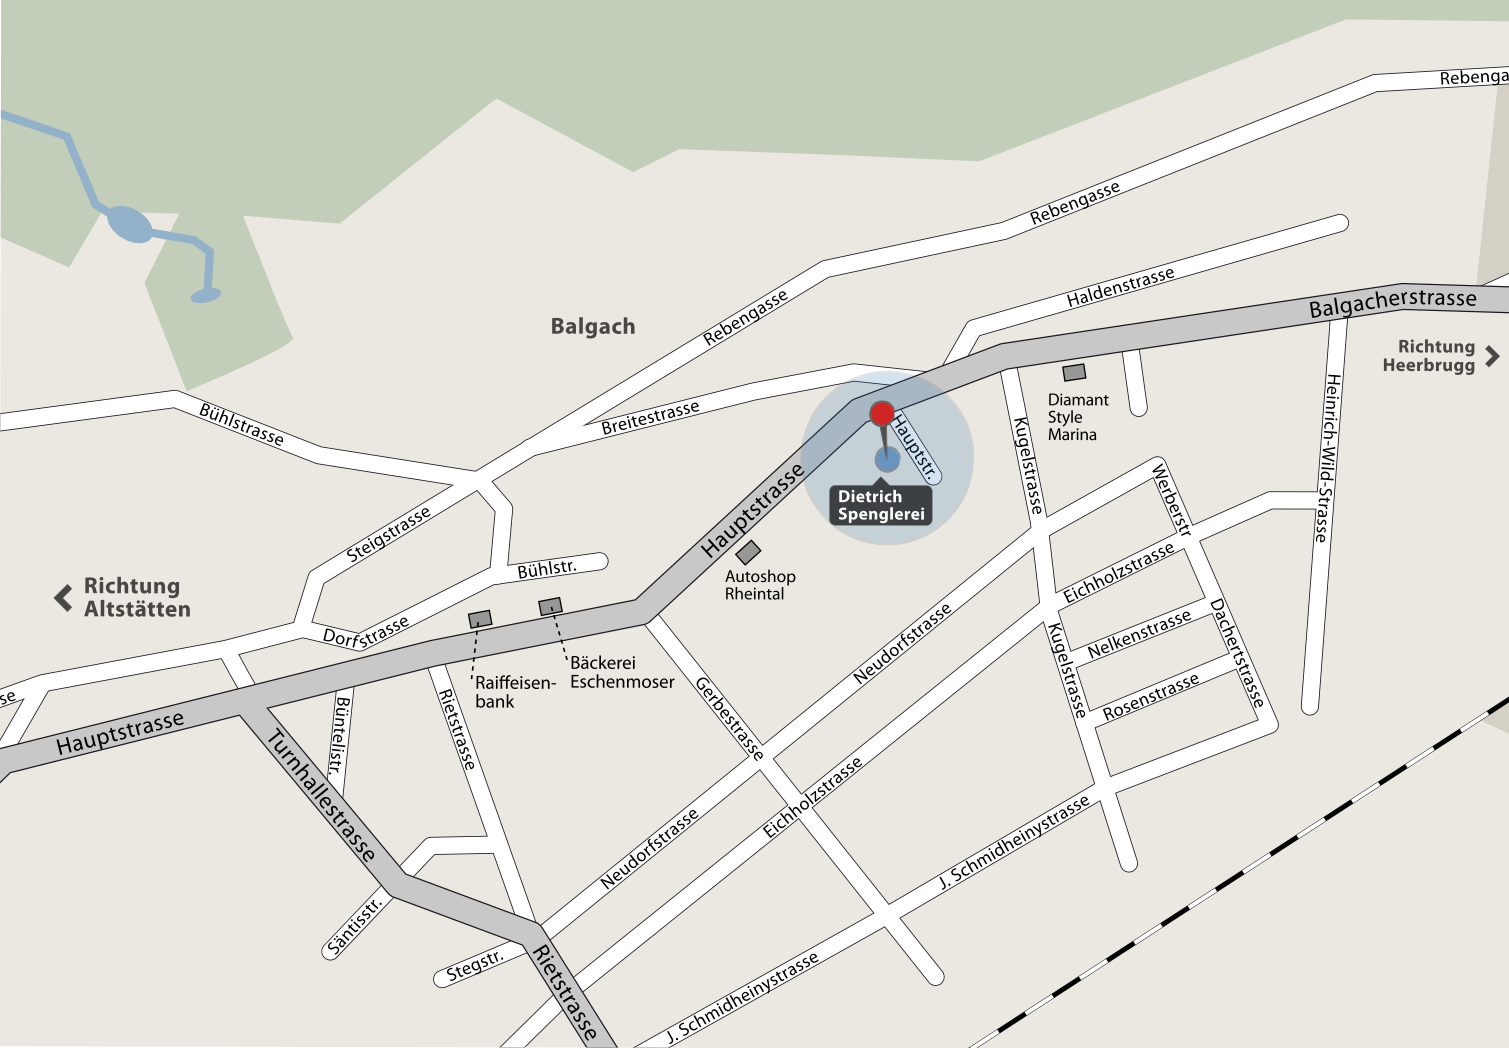 Rebenga
Rebengasse
Haldenstrasse
Balgacherstrasse
Rebengasse
Balgach
Richtung
Heerbrugg
Diamant
Style
Marina
Heinrich-Wild-Strasse
Bühlstrasse
Breitestrasse
Hauptstr.
Kugelstrasse
Dietrich
Spenglerei
Hauptstrasse
Werberstr
Steigstrasse
Bühlstr.
Autoshop
Rheintal
Eichholzstrasse
Richtung
Altstätten
Dorfstrasse
Neudorfstrasse
Nelkenstrasse
Dachertstrasse
Kugelstrasse
Rosenstrasse
Bäckerei
Eschenmoser
Raiffeisen-
bank
se
Hauptstrasse
Büntelistr.
Rietstrasse
Gerbestrasse
Turnhallestrasse
Eichholzstrasse
Neudorfstrasse
J. Schmidheinystrasse
Säntisstr.
Stegstr.
Rietstrasse
J. Schmidheinystrasse